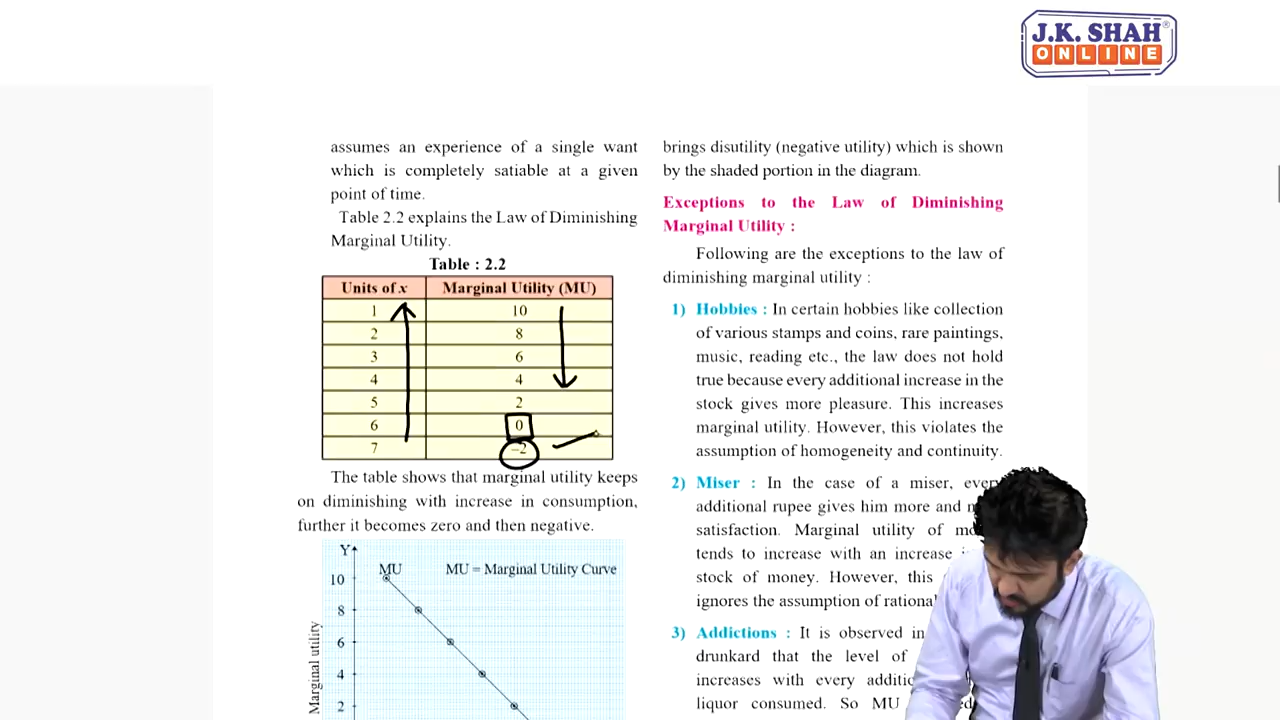 J.K. SHAH®
ONLINE
assumes an experience of a single want
which is completely satiable at a given
point of time.
Table 2.2 explains the Law of Diminishing
Marginal Utility.
Table : 2.2
Units of x Marginal Utility (MU)
1 10
2 8
3 6
4 4
5 2
6 0
7 –2
The table shows that marginal utility keeps
on diminishing with increase in consumption,
further it becomes zero and then negative.
Y
MU MU = Marginal Utility Curve
10
8
6
4
2
Marginal utility
brings disutility (negative utility) which is shown
by the shaded portion in the diagram.
Exceptions to the Law of Diminishing
Marginal Utility :
Following are the exceptions to the law of
diminishing marginal utility :
1) Hobbies : In certain hobbies like collection
of various stamps and coins, rare paintings,
music, reading etc., the law does not hold
true because every additional increase in the
stock gives more pleasure. This increases
marginal utility. However, this violates the
assumption of homogeneity and continuity.
2) Miser : In the case of a miser, every
additional rupee gives him more and
satisfaction. Marginal utility of
tends to increase with an increase
stock of money. However, this
ignores the assumption of
3) Addictions : It is observed in
drunkard that the level of
increases with every
liquor consumed. So MU